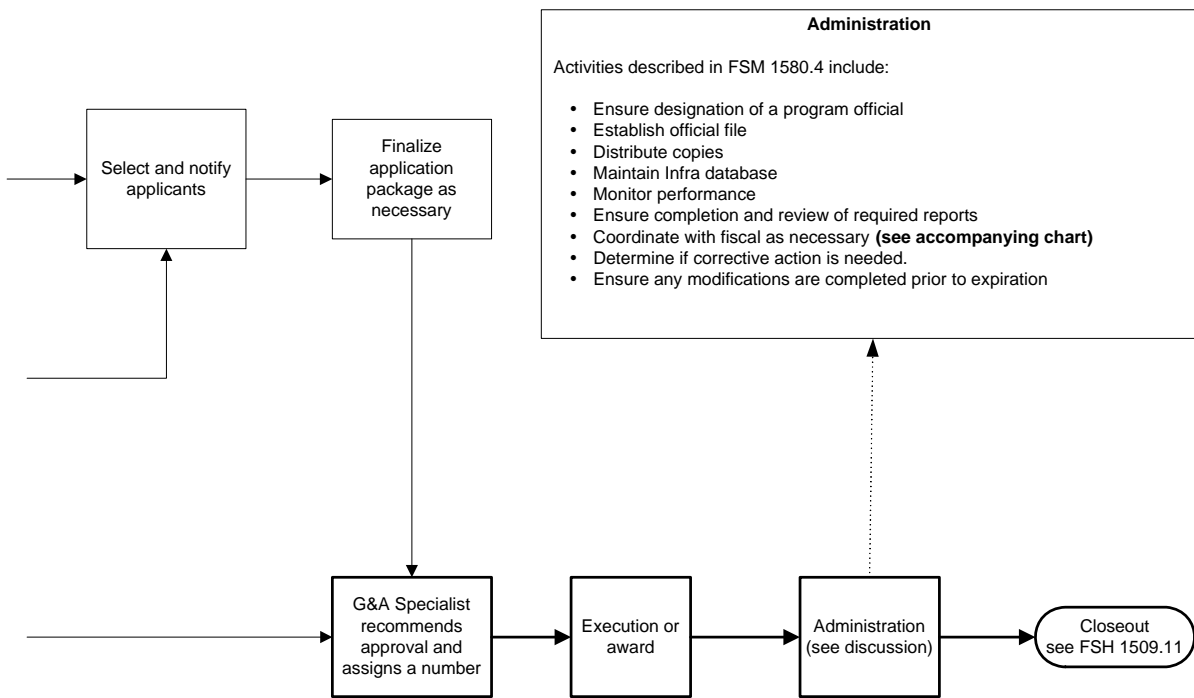 Administration
Activities described in FSM 1580.4 include:
• Ensure designation of a program official
• Establish official file
• Distribute copies
• Maintain Infra database
• Monitor performance
• Ensure completion and review of required reports
• Coordinate with fiscal as necessary (see accompanying chart)
• Determine if corrective action is needed.
• Ensure any modifications are completed prior to expiration
Select and notify
applicants
Finalize
application
package as
necessary
G&A Specialist
recommends
approval and
assigns a number
Execution or
award
Administration
(see discussion)
Closeout
see FSH 1509.11